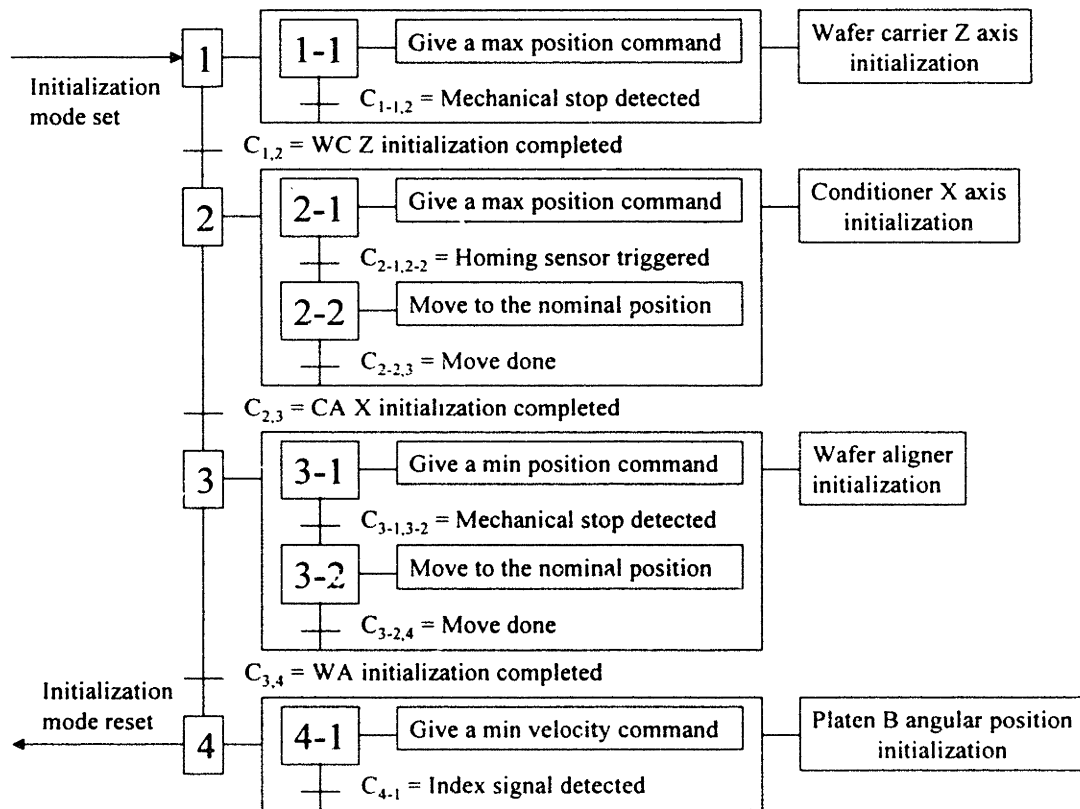 Initialization
mode set
1
1-1
Give a max position command
Wafer carrier Z axis
initialization
C1-1,2 = Mechanical stop detected
C1,2 = WC Z initialization completed
2
2-1
Give a max position command
Conditioner X axis
initialization
C2-1,2-2 = Homing sensor triggered
2-2
Move to the nominal position
C2-2,3 = Move done
C2,3 = CA X initialization completed
3
3-1
Give a min position command
Wafer aligner
initialization
C3-1,3-2 = Mechanical stop detected
3-2
Move to the nominal position
C3-2,4 = Move done
C3,4 = WA initialization completed
Initialization
mode reset
4
4-1
Give a min velocity command
Platen B angular position
initialization
C4-1 = Index signal detected